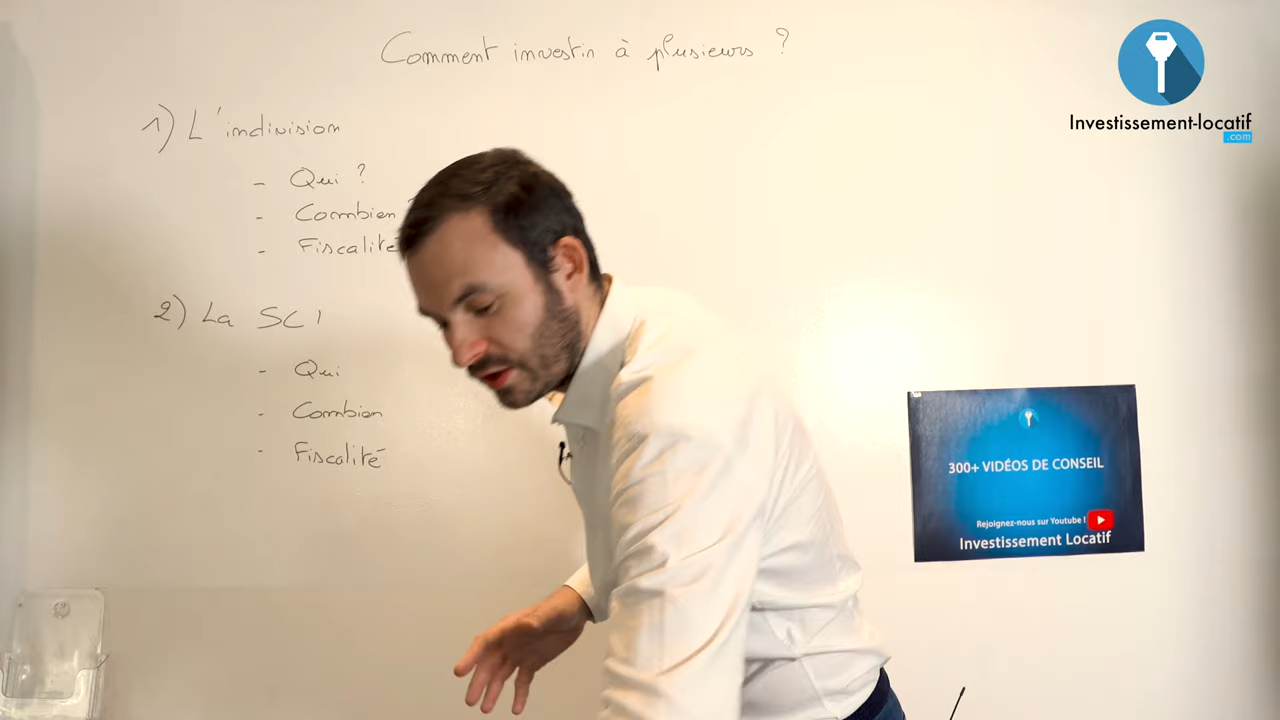 Comment investir à plusieurs ?
1) L'indivision
- Qui ?
- Combien ?
- Fiscalité
2) La SCI
- Qui
- Combien
- Fiscalité
Investissement-locatif
.com
300+ VIDÉOS DE CONSEIL
Rejoignez-nous sur Youtube !
Investissement Locatif